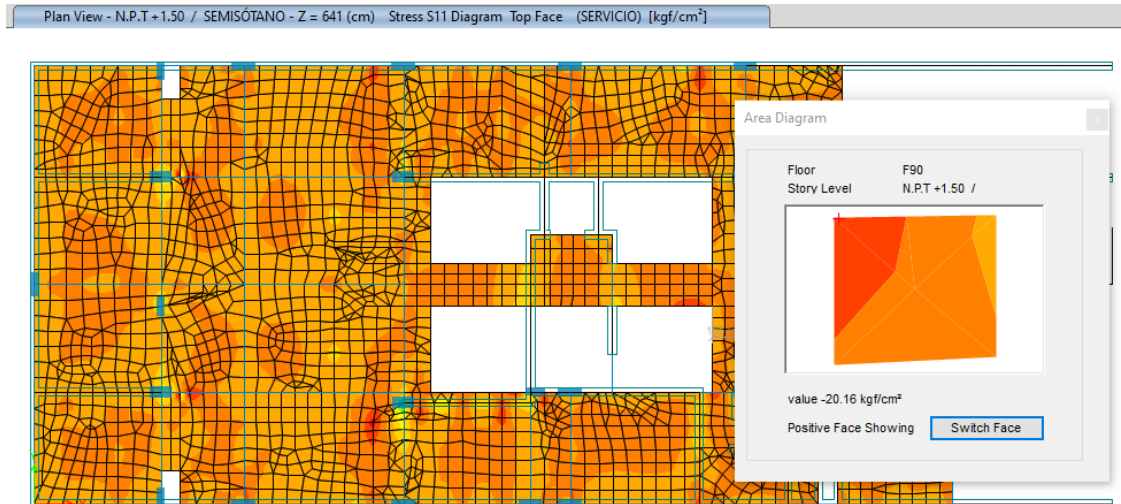 Plan View - N.P.T +1.50 / SEMISÓTANO - Z = 641 (cm) Stress S11 Diagram Top Face (SERVICIO) [kgf/cm²]
Area Diagram
Floor F90
Story Level N.P.T +1.50 /
value -20.16 kgf/cm²
Positive Face Showing Switch Face